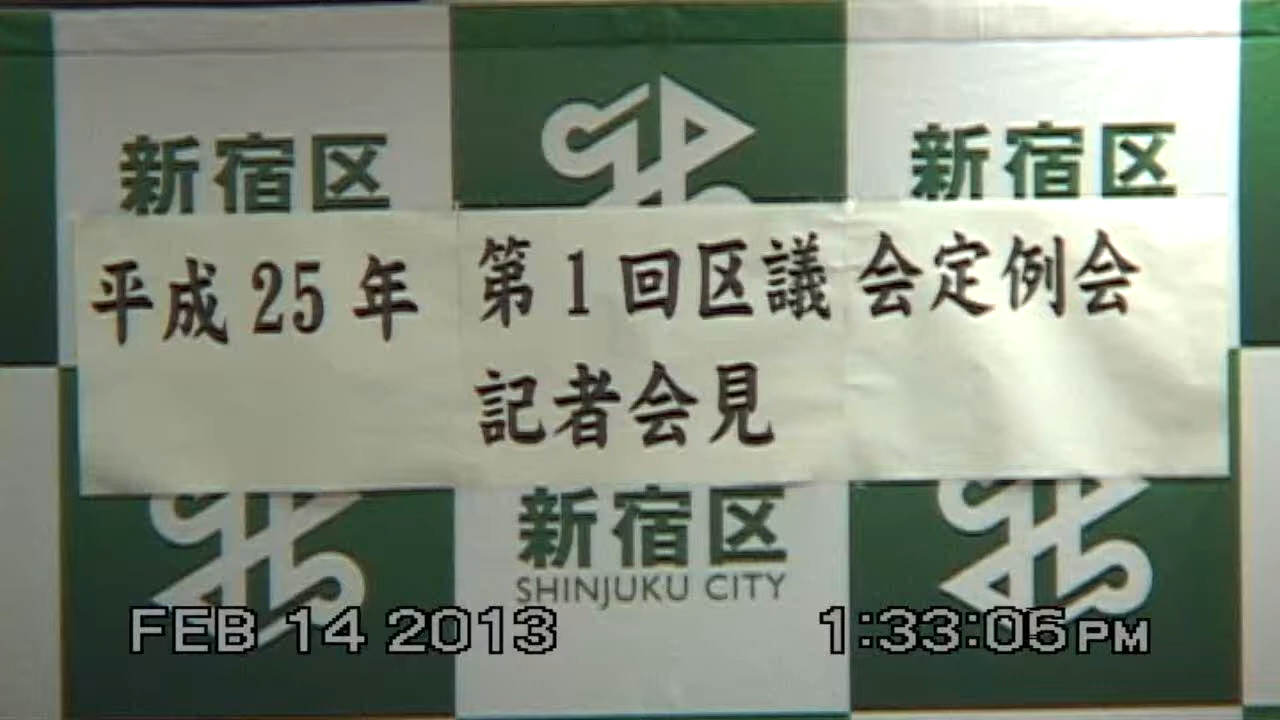 新宿区
新宿区
平成25年 第1回区議会定例会
記者会見
新宿区
SHINJUKU CITY
FEB 14 2013 1:33:05PM